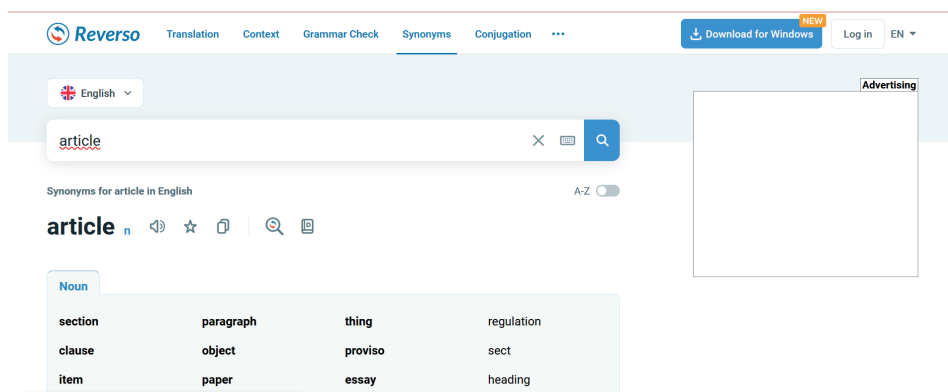 NEW
Reverso Translation Context Grammar Check Synonyms Conjugation ••• Download for Windows Log in EN
English
Advertising
article
Synonyms for article in English A-Z
article n
Noun
section paragraph thing regulation
clause object proviso sect
item paper essay heading